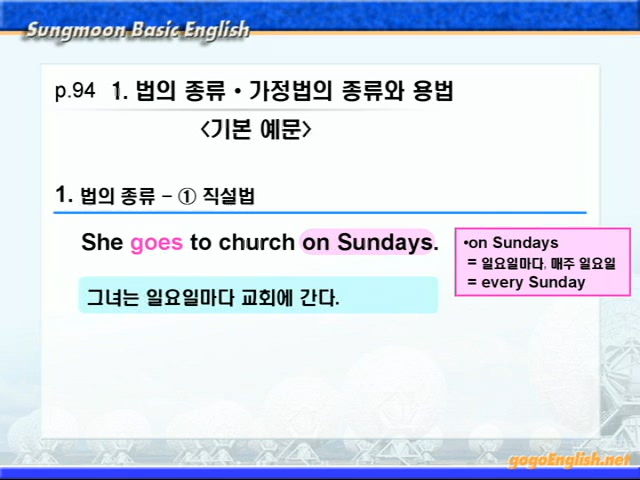 Sungmoon Basic English
p.94 1. 법의 종류 • 가정법의 종류와 용법
<기본 예문>
1. 법의 종류 – ① 직설법
She goes to church on Sundays.
•on Sundays
= 일요일마다, 매주 일요일
= every Sunday
그녀는 일요일마다 교회에 간다.
gogoEnglish.net